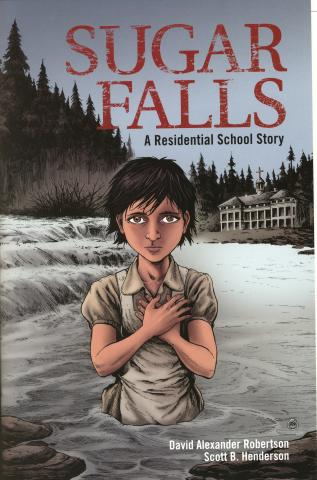 SUGAR
FALLS
A Residential School Story
David Alexander Robertson
Scott B. Henderson